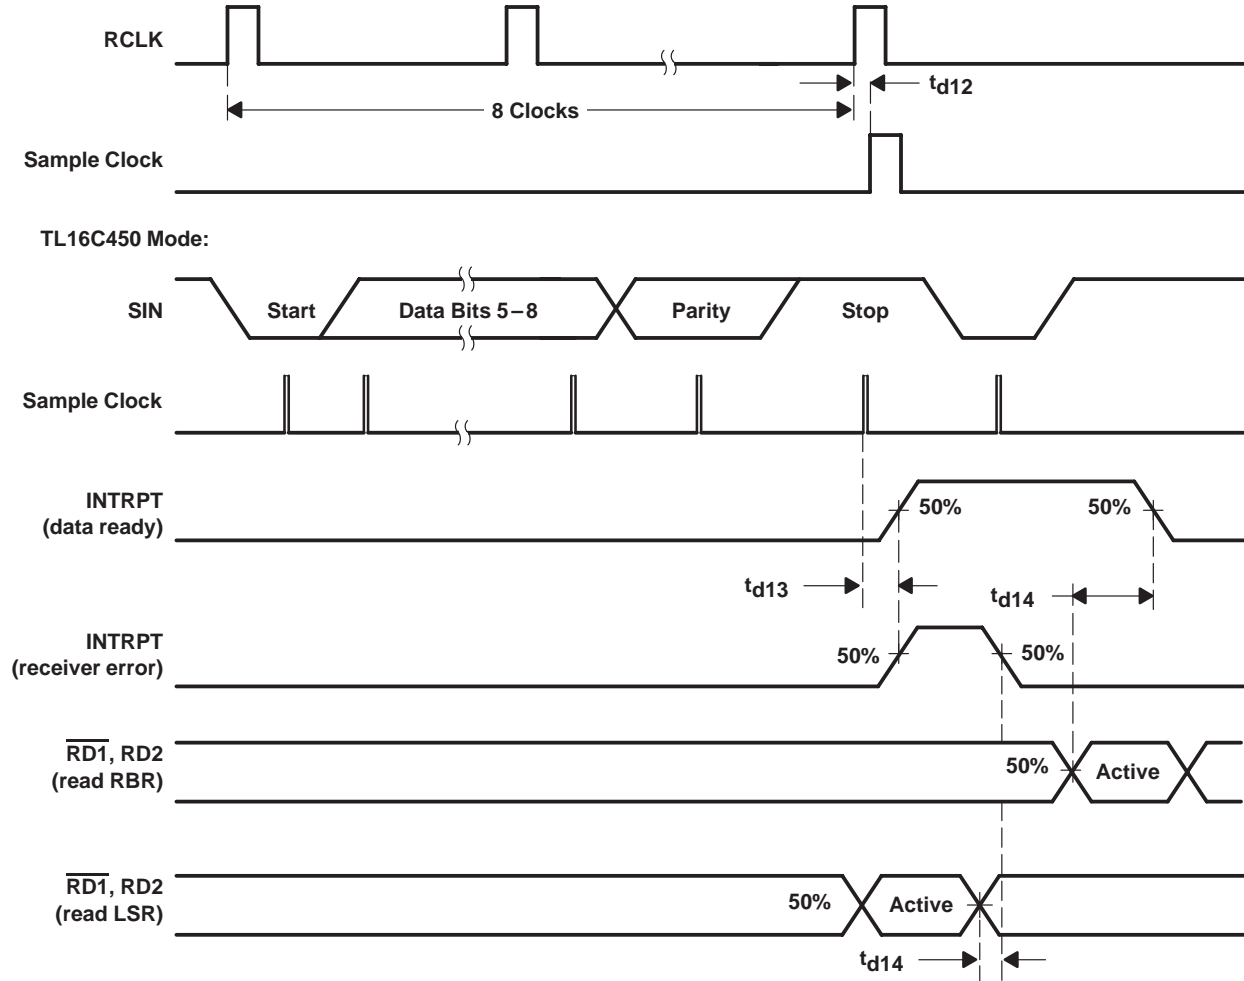 RCLK
td12
8 Clocks
Sample Clock
TL16C450 Mode:
SIN
Start
Data Bits 5–8
Parity
Stop
Sample Clock
INTRPT
(data ready)
50%
50%
td13
td14
INTRPT
(receiver error)
50%
50%
RD1, RD2
(read RBR)
50%
Active
RD1, RD2
(read LSR)
50%
Active
td14